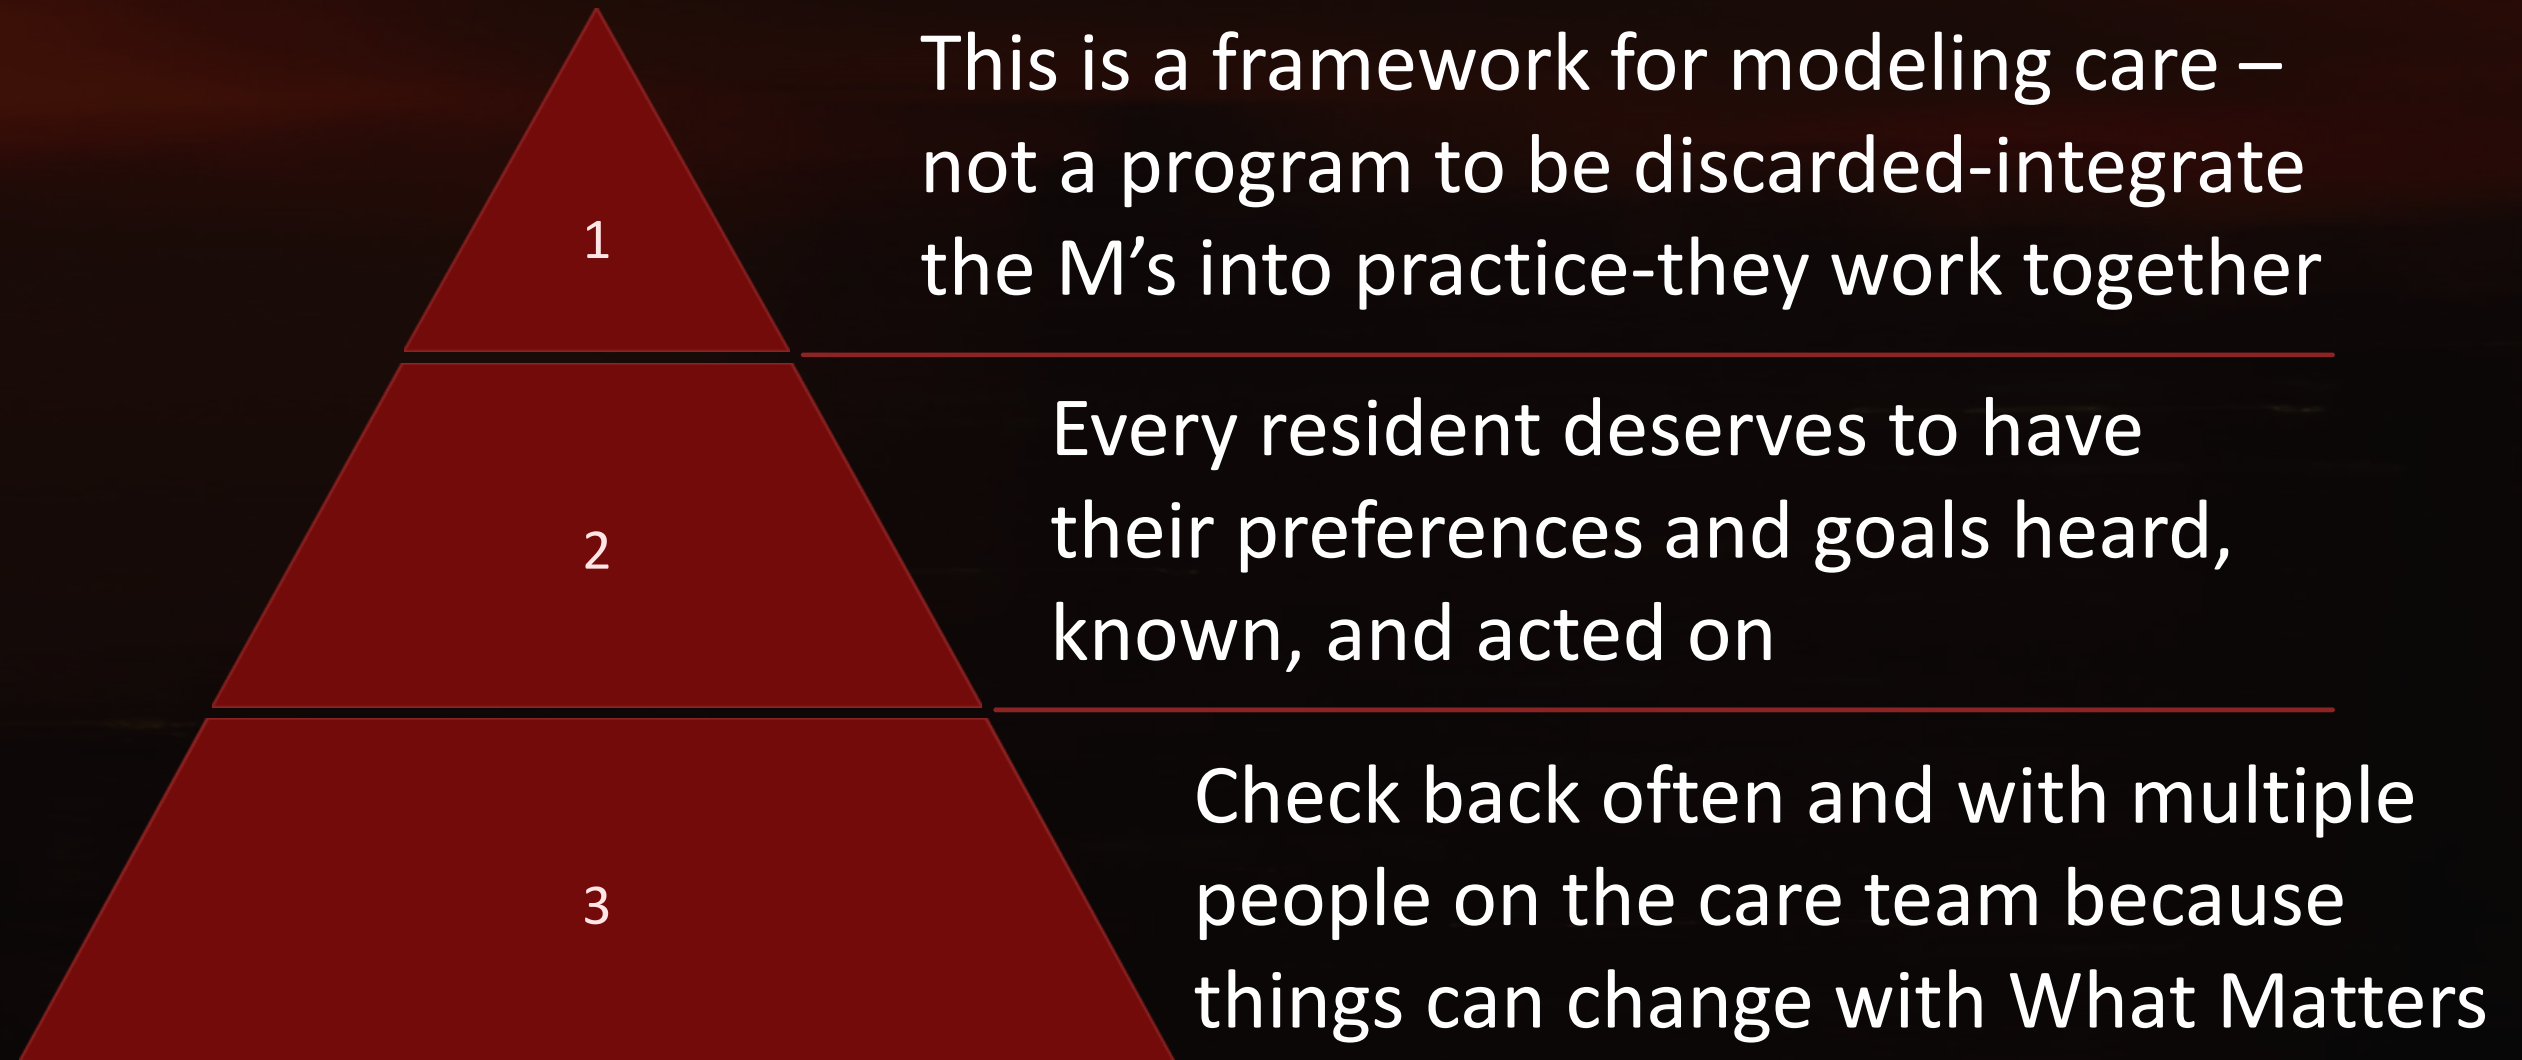 1
This is a framework for modeling care –
not a program to be discarded-integrate
the M’s into practice-they work together
2
Every resident deserves to have
their preferences and goals heard,
known, and acted on
3
Check back often and with multiple
people on the care team because
things can change with What Matters